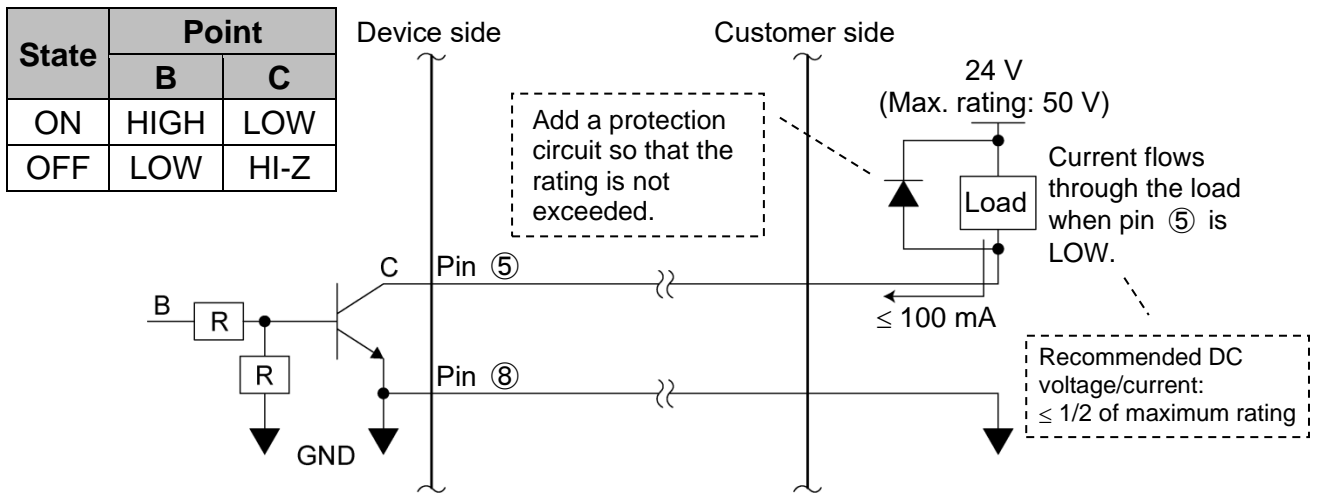 State Point
B C
ON HIGH LOW
OFF LOW HI-Z
Device side
Customer side
24 V
(Max. rating: 50 V)
Add a protection
circuit so that the
rating is not
exceeded.
Load
Current flows
through the load
when pin ⑤ is
LOW.
C
Pin ⑤
≤ 100 mA
B
R
R
Pin ⑧
GND
Recommended DC
voltage/current:
≤ 1/2 of maximum rating